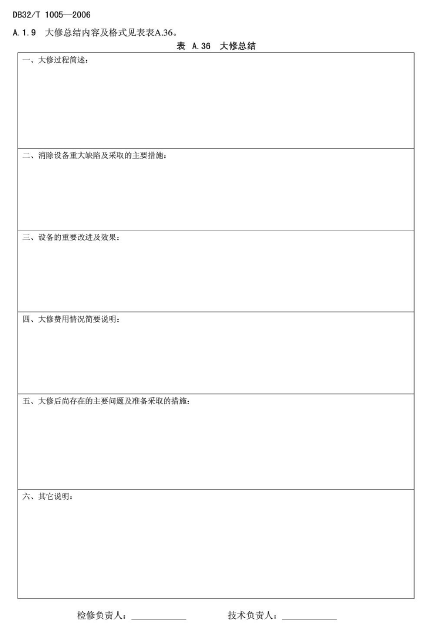 DB32/T 1005—2006
A.1.9 大修总结内容及格式见表表A.36。
表 A.36 大修总结
一、大修过程简述：
二、消除设备重大缺陷及采取的主要措施：
三、设备的重要改进及效果：
四、大修费用情况简要说明：
五、大修后尚存在的主要问题及准备采取的措施：
六、其它说明：
检修负责人：____________ 技术负责人：____________